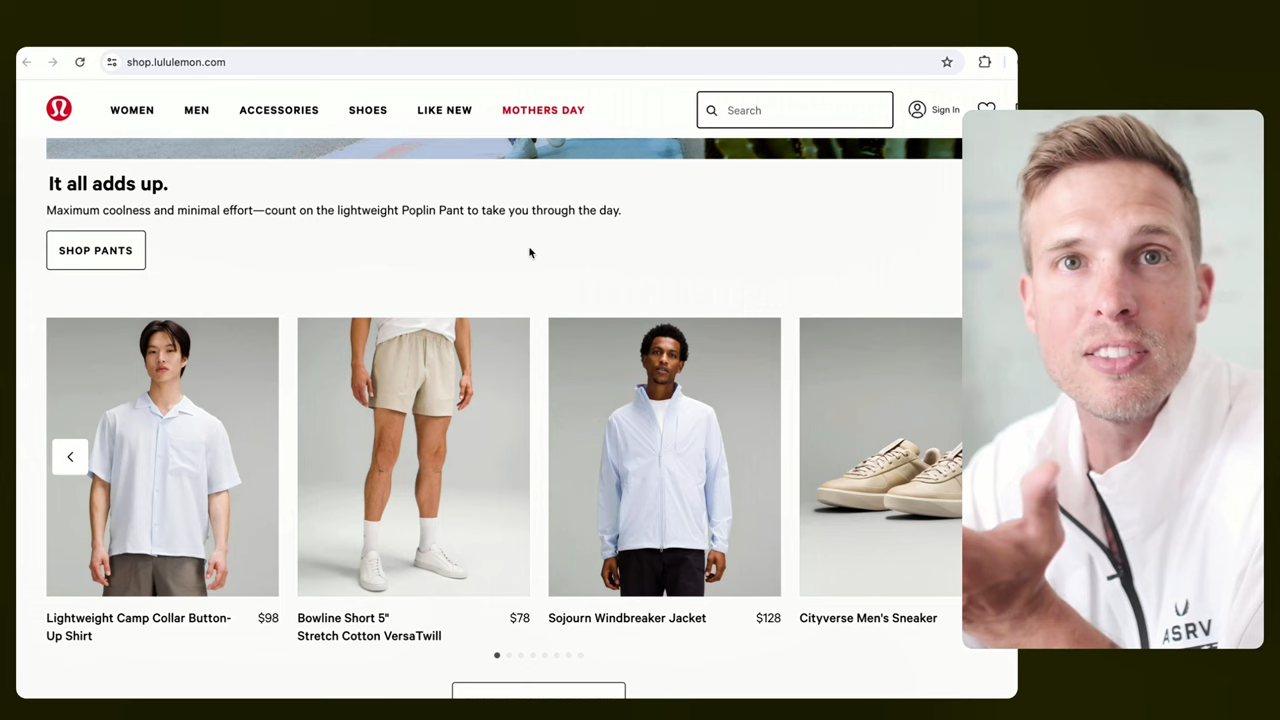 shop.lululemon.com
WOMEN MEN ACCESSORIES SHOES LIKE NEW MOTHERS DAY
Search
Sign In
It all adds up.
Maximum coolness and minimal effort—count on the lightweight Poplin Pant to take you through the day.
SHOP PANTS
Lightweight Camp Collar Button-
Up Shirt
$98
Bowline Short 5"
Stretch Cotton VersaTwill
$78
Sojourn Windbreaker Jacket
$128
Cityverse Men's Sneaker
ASRV